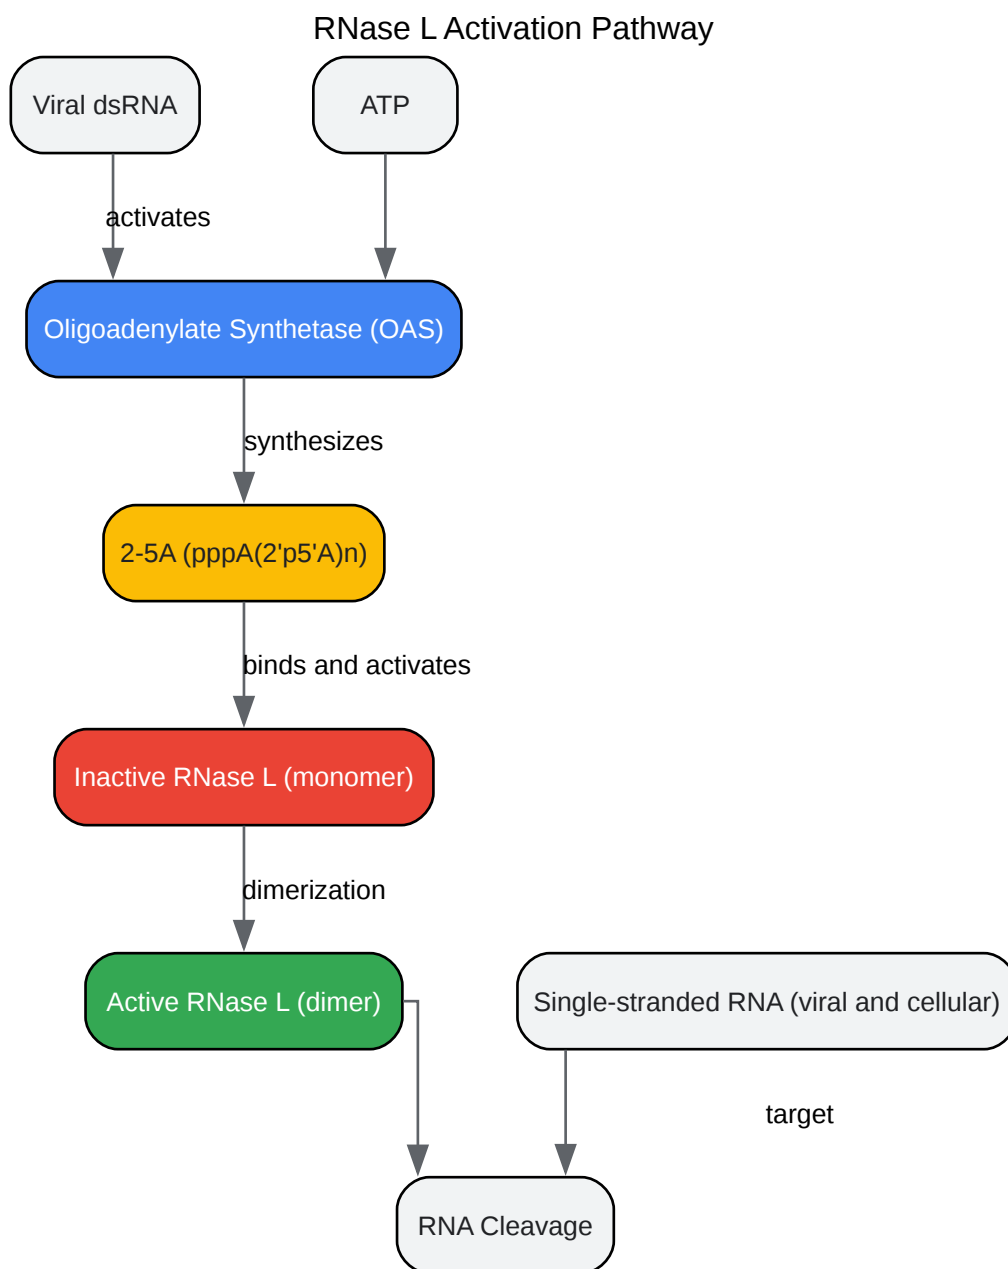 RNase L Activation Pathway
Viral dsRNA
ATP
activates
Oligoadenylate Synthetase (OAS)
synthesizes
2-5A (pppA(2'p5'A)n)
binds and activates
Inactive RNase L (monomer)
dimerization
Active RNase L (dimer)
Single-stranded RNA (viral and cellular)
target
RNA Cleavage